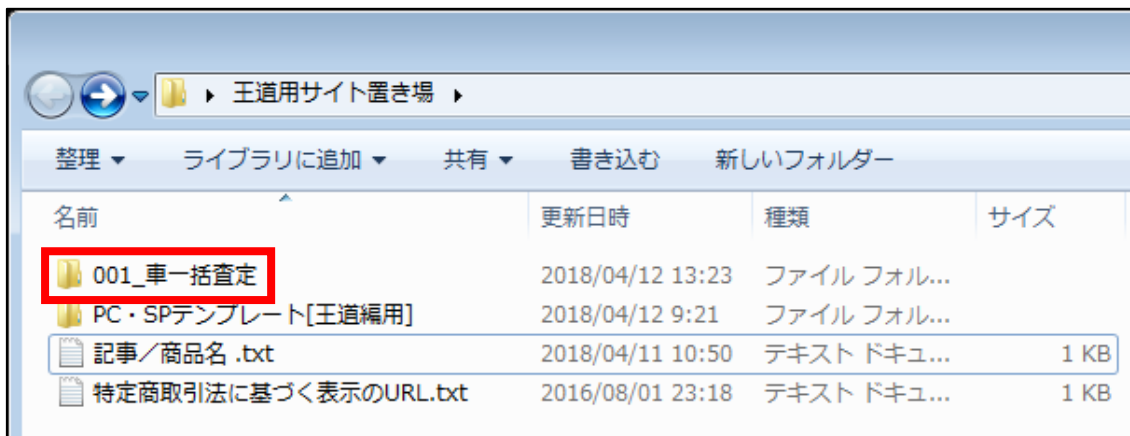 王道用サイト置き場
整理 ライブラリに追加 共有 書き込む 新しいフォルダー
名前 更新日時 種類 サイズ
001_車一括査定 2018/04/12 13:23 ファイル フォル...
PC・SPテンプレート[王道編用] 2018/04/12 9:21 ファイル フォル...
記事／商品名 .txt 2018/04/11 10:50 テキスト ドキュ... 1 KB
特定商取引法に基づく表示のURL.txt 2016/08/01 23:18 テキスト ドキュ... 1 KB